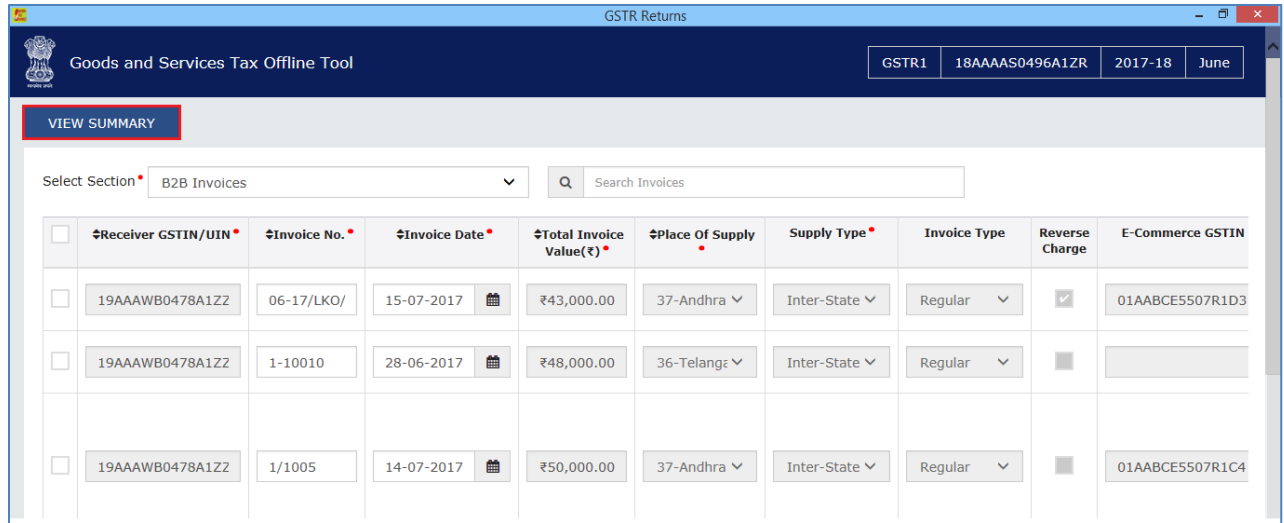 GSTR Returns
Goods and Services Tax Offline Tool
GSTR1 18AAAAS0496A1ZR 2017-18 June
VIEW SUMMARY
Select Section• B2B Invoices Search Invoices
Receiver GSTIN/UIN• Invoice No.• Invoice Date• Total Invoice Value(₹)• Place Of Supply• Supply Type• Invoice Type Reverse Charge E-Commerce GSTIN
19AAAWB0478A1ZZ 06-17/LKO/ 15-07-2017 ₹43,000.00 37-Andhra Inter-State Regular 01AABCE5507R1D3
19AAAWB0478A1ZZ 1-10010 28-06-2017 ₹48,000.00 36-Telanga Inter-State Regular
19AAAWB0478A1ZZ 1/1005 14-07-2017 ₹50,000.00 37-Andhra Inter-State Regular 01AABCE5507R1C4